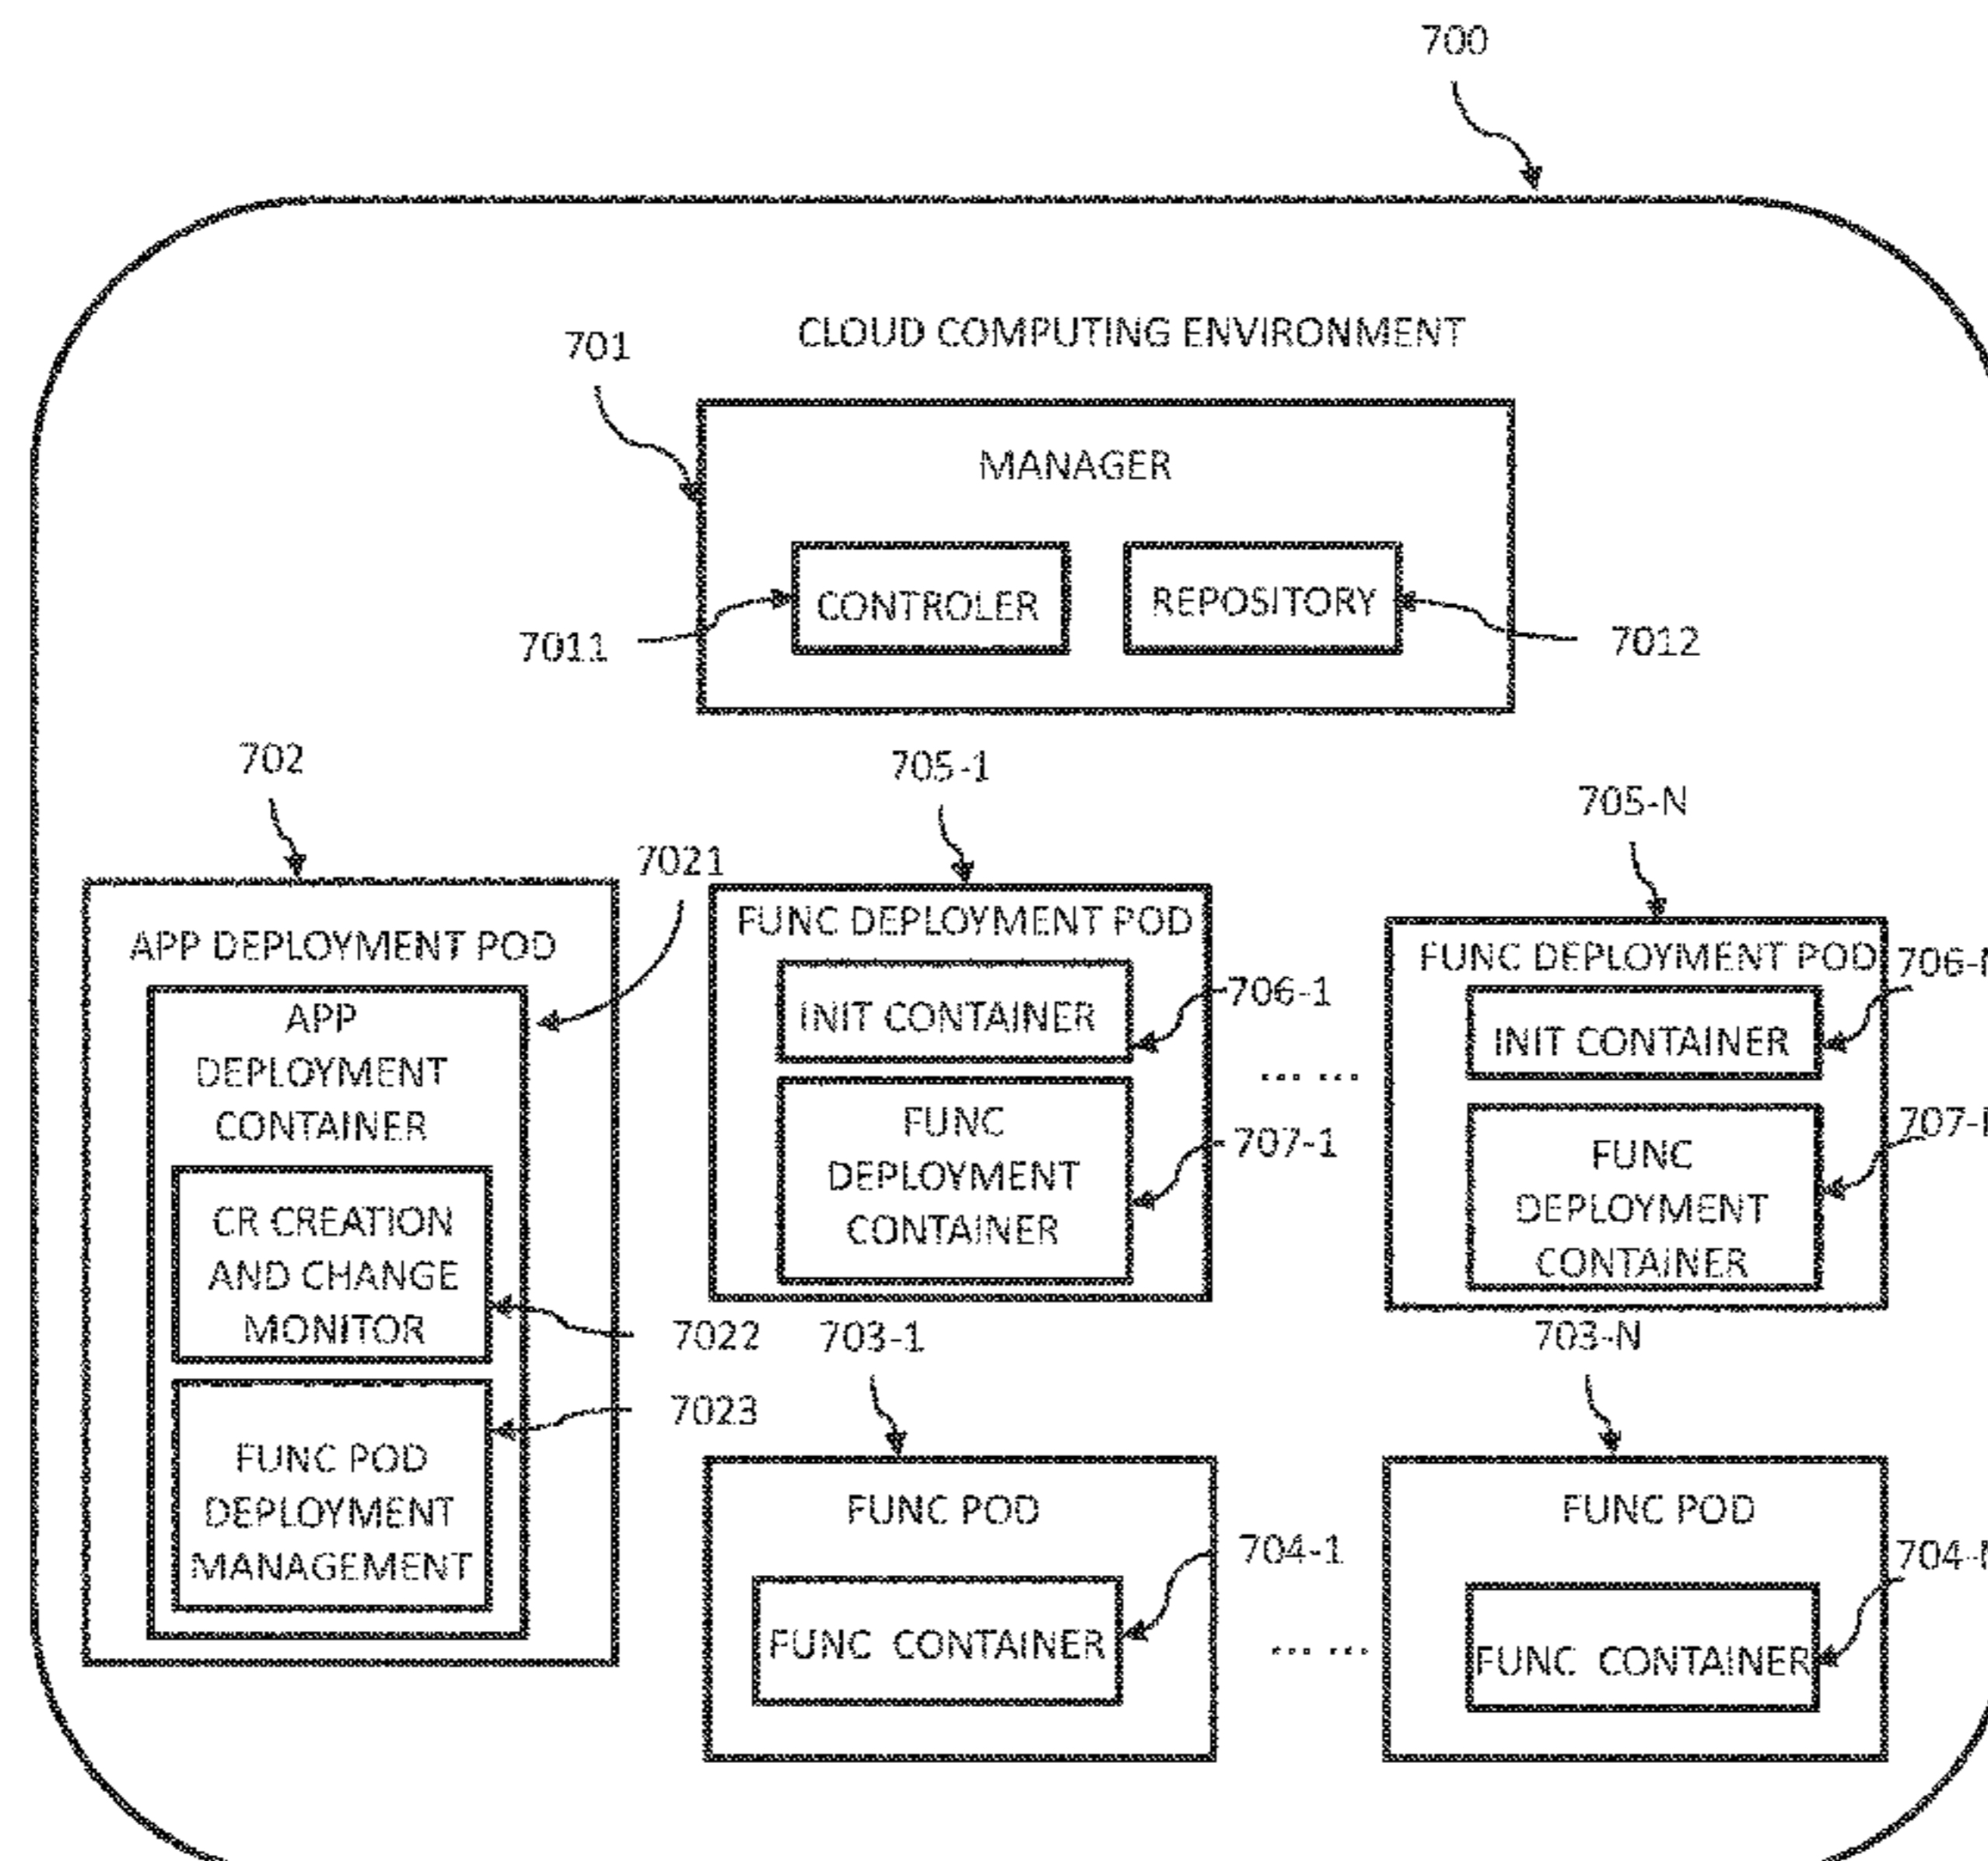 700
CLOUD COMPUTING ENVIRONMENT
701
MANAGER
CONTROLER
REPOSITORY
7011
7012
702
705-1
705-N
7021
APP DEPLOYMENT POD
APP
DEPLOYMENT
CONTAINER
CR CREATION
AND CHANGE
MONITOR
7022
FUNC POD
DEPLOYMENT
MANAGEMENT
7023
FUNC DEPLOYMENT POD
INIT CONTAINER
706-1
FUNC
DEPLOYMENT
CONTAINER
707-1
... ...
FUNC DEPLOYMENT POD
706-N
INIT CONTAINER
FUNC
DEPLOYMENT
CONTAINER
707-
703-1
703-N
FUNC POD
704-1
FUNC CONTAINER
... ...
FUNC POD
704-N
FUNC CONTAINER